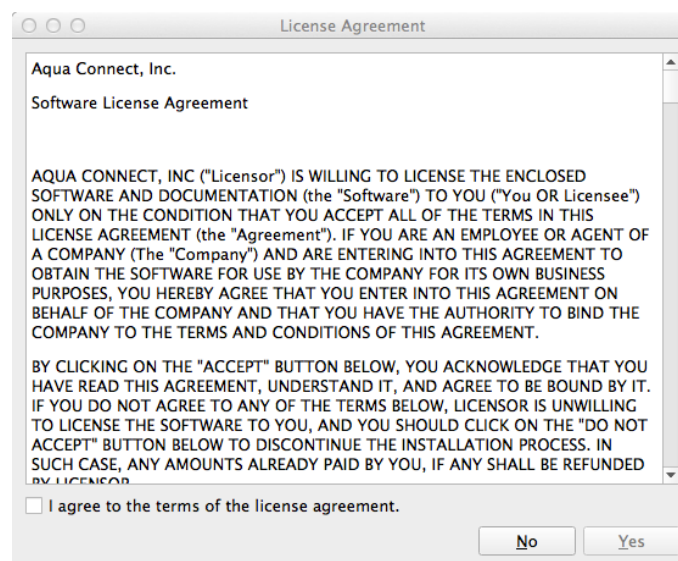 License Agreement
Aqua Connect, Inc.
Software License Agreement
AQUA CONNECT, INC ("Licensor") IS WILLING TO LICENSE THE ENCLOSED
SOFTWARE AND DOCUMENTATION (the "Software") TO YOU ("You OR Licensee")
ONLY ON THE CONDITION THAT YOU ACCEPT ALL OF THE TERMS IN THIS
LICENSE AGREEMENT (the "Agreement"). IF YOU ARE AN EMPLOYEE OR AGENT OF
A COMPANY (The "Company") AND ARE ENTERING INTO THIS AGREEMENT TO
OBTAIN THE SOFTWARE FOR USE BY THE COMPANY FOR ITS OWN BUSINESS
PURPOSES, YOU HEREBY AGREE THAT YOU ENTER INTO THIS AGREEMENT ON
BEHALF OF THE COMPANY AND THAT YOU HAVE THE AUTHORITY TO BIND THE
COMPANY TO THE TERMS AND CONDITIONS OF THIS AGREEMENT.
BY CLICKING ON THE "ACCEPT" BUTTON BELOW, YOU ACKNOWLEDGE THAT YOU
HAVE READ THIS AGREEMENT, UNDERSTAND IT, AND AGREE TO BE BOUND BY IT.
IF YOU DO NOT AGREE TO ANY OF THE TERMS BELOW, LICENSOR IS UNWILLING
TO LICENSE THE SOFTWARE TO YOU, AND YOU SHOULD CLICK ON THE "DO NOT
ACCEPT" BUTTON BELOW TO DISCONTINUE THE INSTALLATION PROCESS. IN
SUCH CASE, ANY AMOUNTS ALREADY PAID BY YOU, IF ANY SHALL BE REFUNDED
BY LICENSOR
I agree to the terms of the license agreement.
No Yes